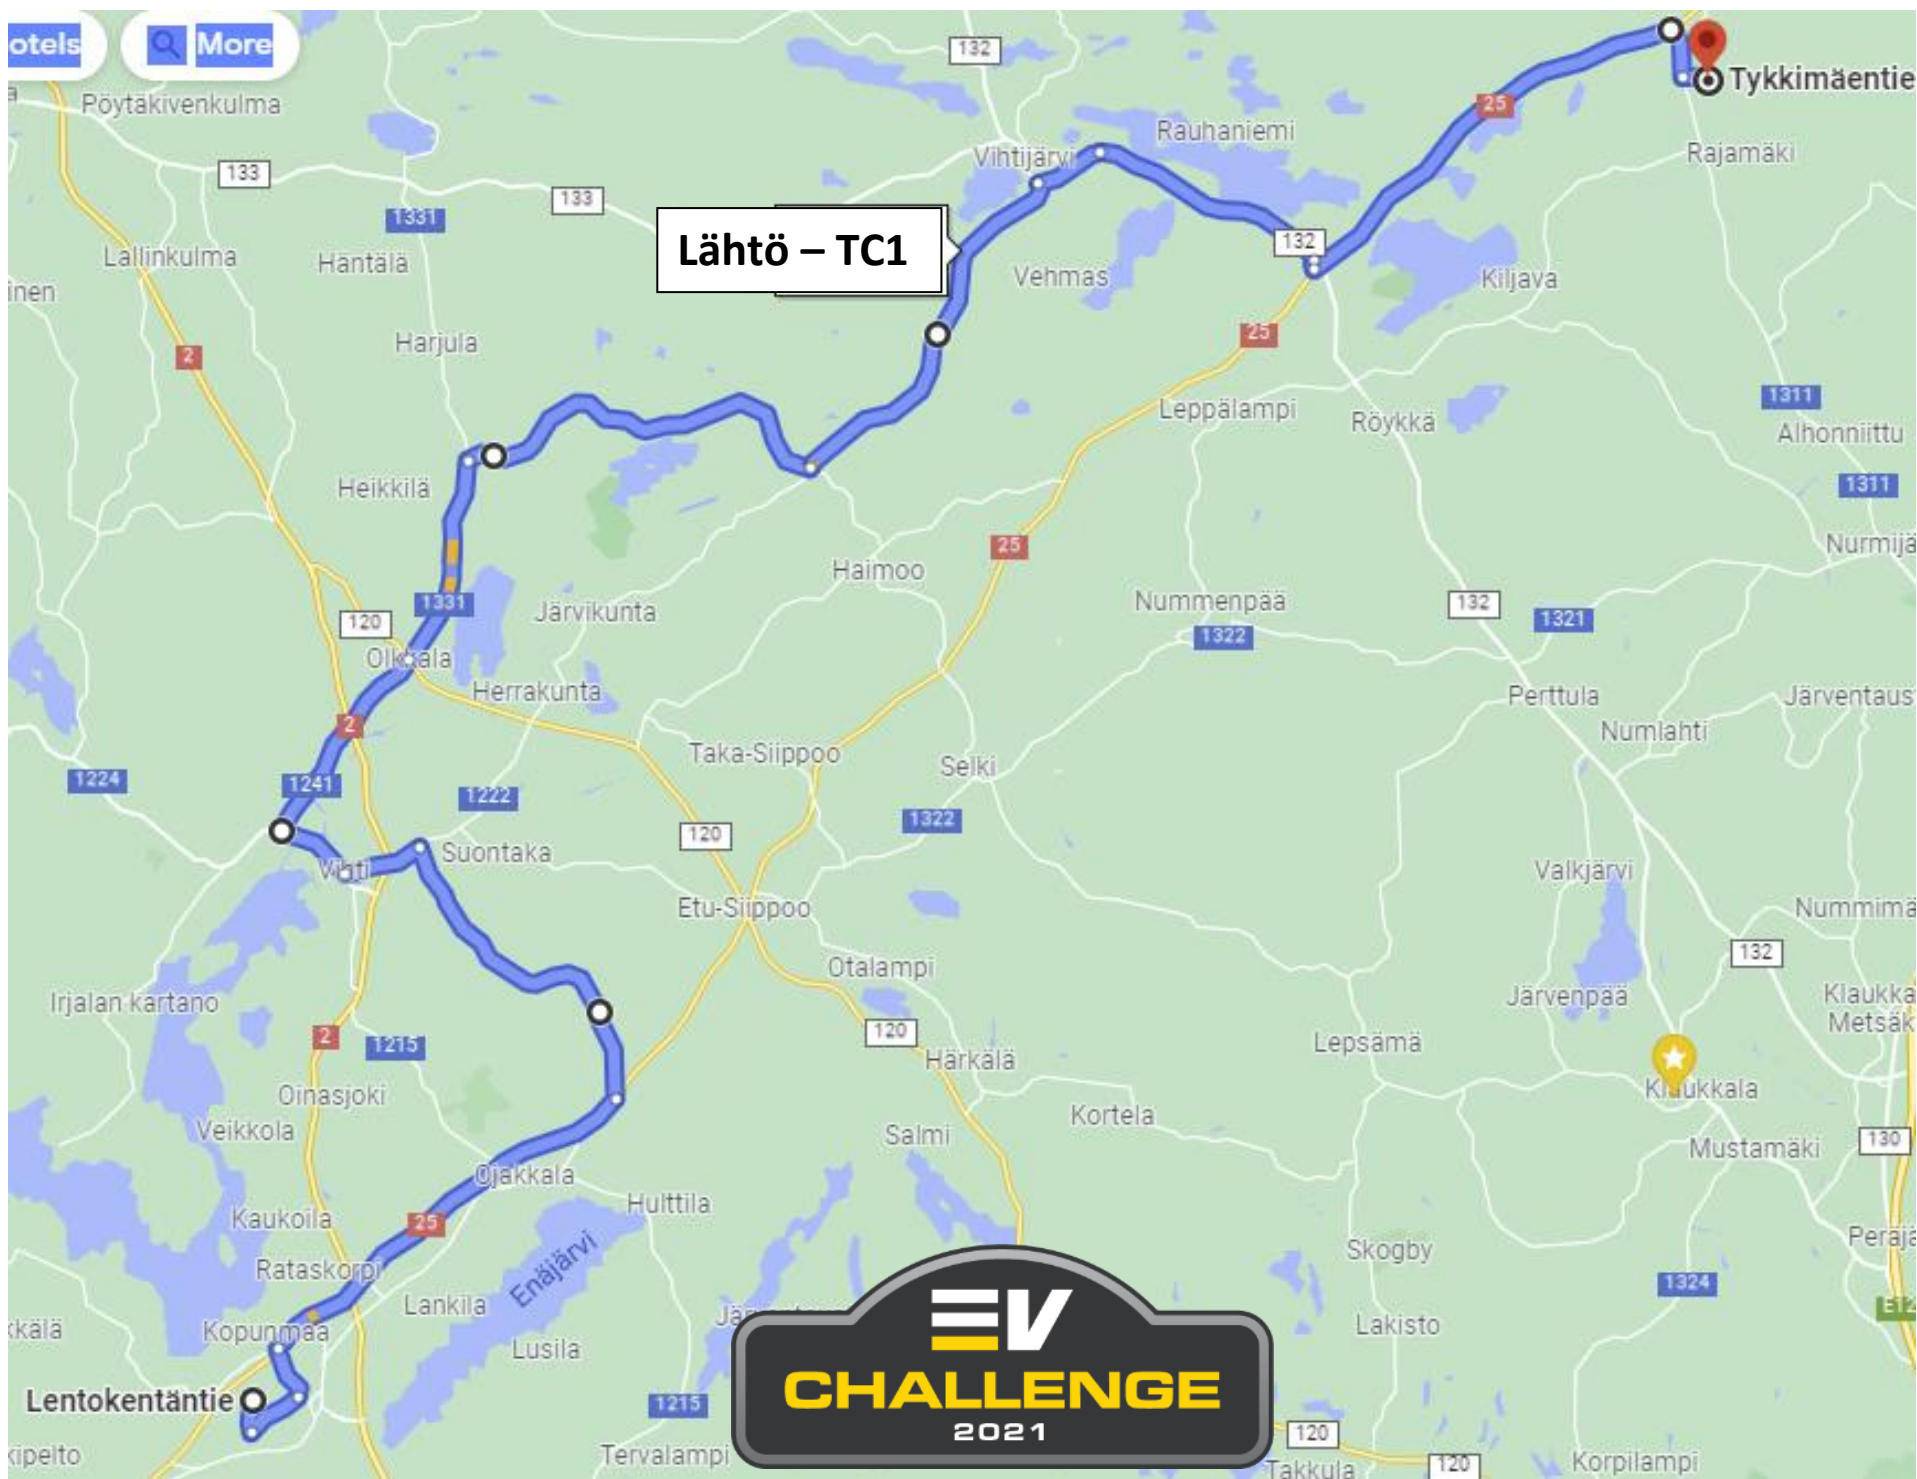 otels
More
132
Tykkimäentie
Pöytäkivenkulma
25
Rauhaniemi
Vihtijärvi
Rajamäki
133
133
1331
Lähtö – TC1
132
Lallinkulma
Häntälä
Vehmas
Kiljava
inen
Harjula
25
2
1311
Leppälampi
Röykkä
Alhonniittu
Heikkilä
1311
25
Nurmijä
Haimoo
1331
Järvikunta
Nummenpää
132
120
1321
1322
Olkkala
Herrakunta
Perttula
Järventaus
2
Numlahti
Taka-Siippoo
Selki
1224
1241
1222
1322
120
Vihti
Suontaka
Valkjärvi
Etu-Siippoo
Nummimä
132
Otalampi
Irjalan kartano
Järvenpää
Klaukka
Metsäk
2
1215
120
Härkälä
Lepsämä
Oinasjoki
Klaukkala
Veikkola
Kortela
Salmi
Mustamäki
130
Ojakkala
Hulttila
Kaukoila
25
Enäjärvi
Skogby
Peräjä
Rataskorpi
1324
Lankila
E12
kkälä
Kopunmaa
Lusila
Lakisto
EV
CHALLENGE
2021
Lentokentäntie
1215
120
kipelto
Tervalampi
Takkula
120
Korpilampi